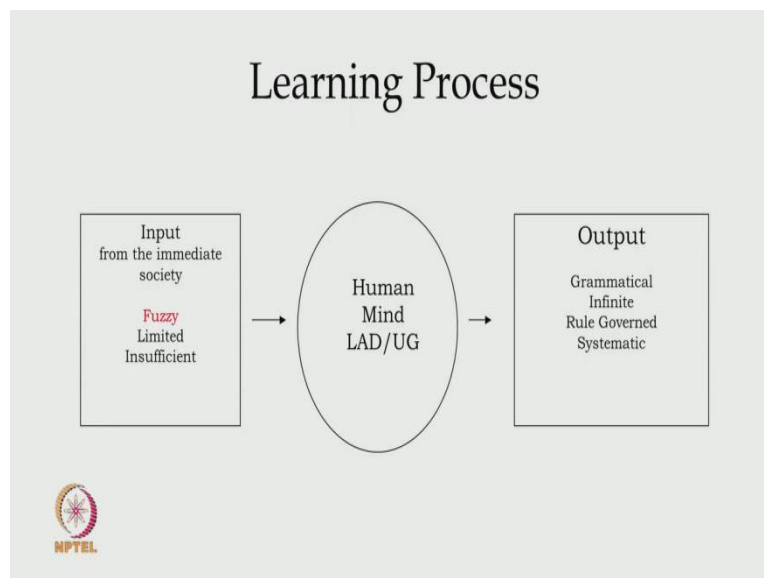 Learning Process
Input
from the immediate
society
Fuzzy
Limited
Insufficient
Human
Mind
LAD/UG
Output
Grammatical
Infinite
Rule Governed
Systematic
NPTEL